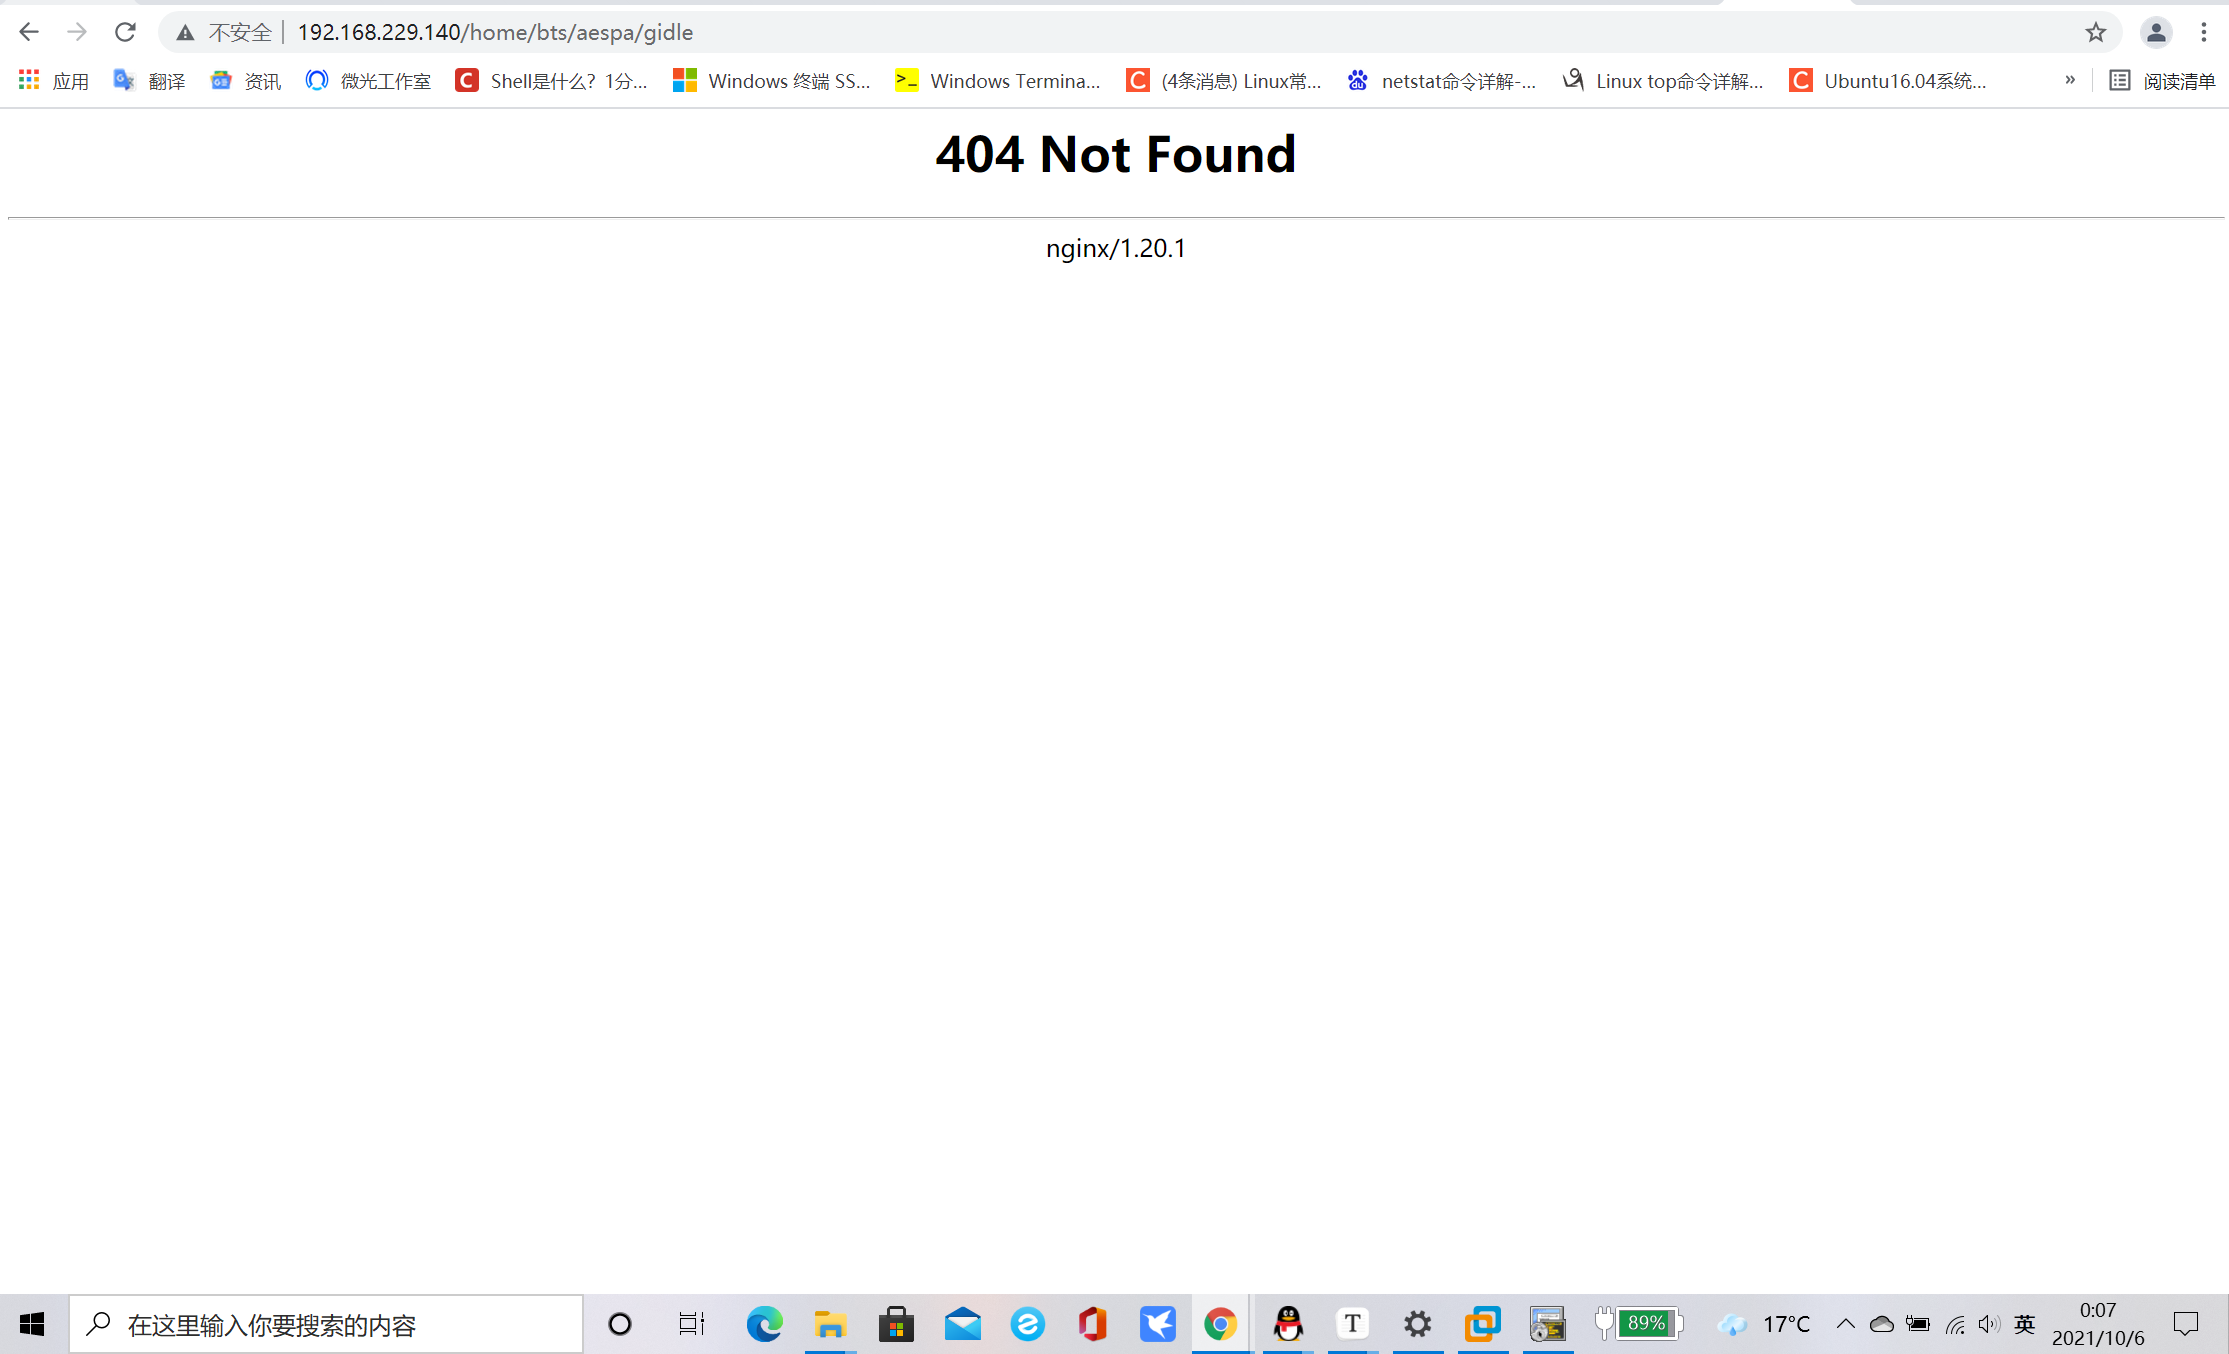 不安全 192.168.229.140/home/bts/aespa/gidle
应用 翻译 资讯 微光工作室 Shell是什么？1分... Windows 终端 SS... Windows Termina... (4条消息) Linux常... netstat命令详解-... Linux top命令详解... Ubuntu16.04系统... » 阅读清单
404 Not Found
nginx/1.20.1
在这里输入你要搜索的内容 89% 17°C 英 0:07
2021/10/6